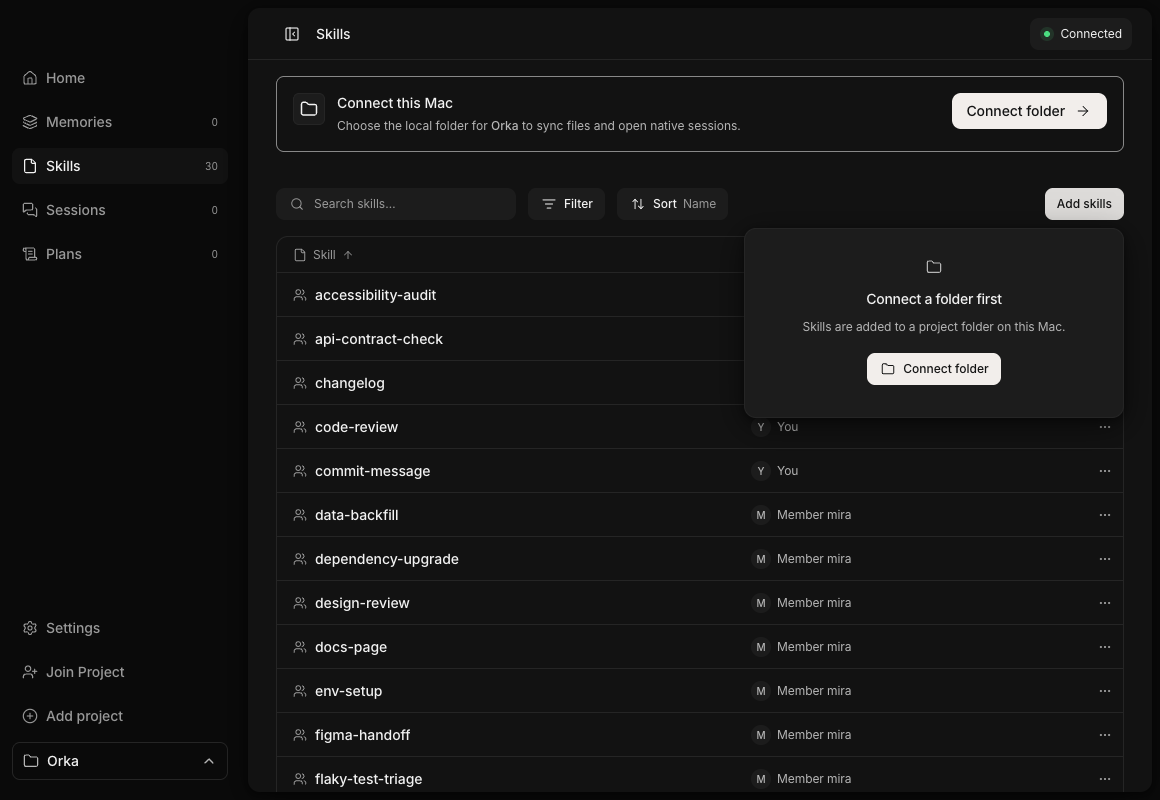 Skills
Connected
Home
Memories 0
Skills 30
Sessions 0
Plans 0
Connect this Mac
Choose the local folder for Orka to sync files and open native sessions.
Connect folder
Search skills...
Filter
Sort Name
Add skills
Skill
Connect a folder first
Skills are added to a project folder on this Mac.
Connect folder
accessibility-audit
api-contract-check
changelog
code-review Y You
commit-message Y You
data-backfill M Member mira
dependency-upgrade M Member mira
design-review M Member mira
docs-page M Member mira
env-setup M Member mira
figma-handoff M Member mira
flaky-test-triage M Member mira
Settings
Join Project
Add project
Orka